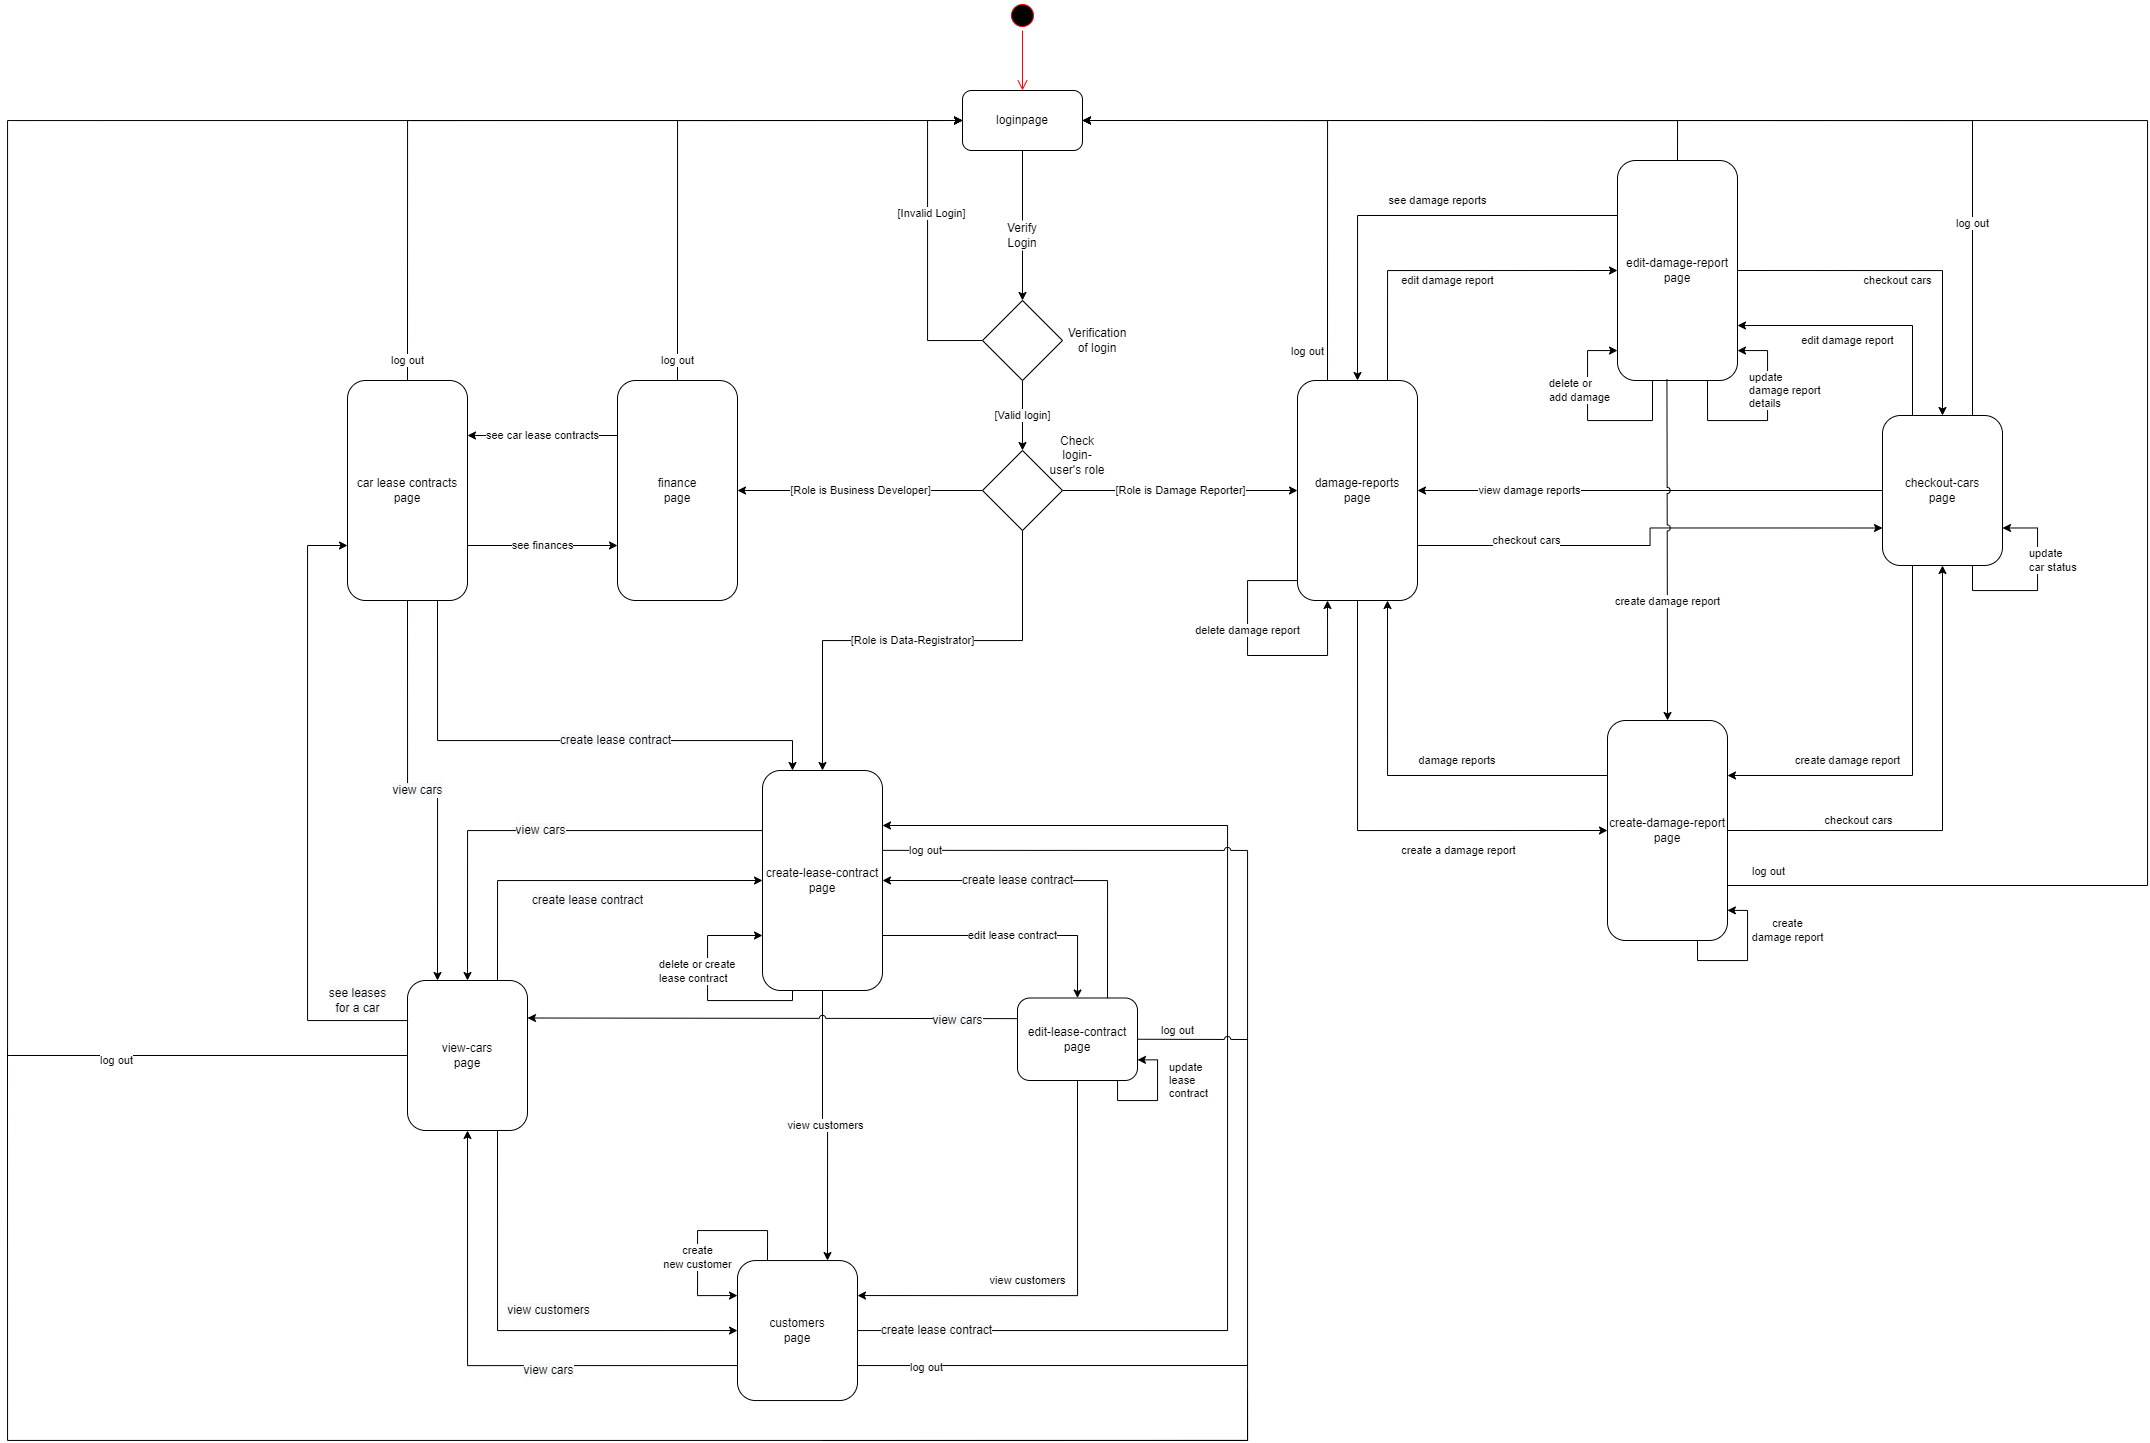 loginpage
[Invalid Login]
Verify
Login
see damage reports
log out
edit-damage-report
page
edit damage report
checkout cars
Verification
of login
edit damage report
log out
log out
log out
delete or
add damage
update
damage report
details
[Valid login]
Check
login-
user's role
see car lease contracts
car lease contracts
page
finance
page
[Role is Business Developer]
[Role is Damage Reporter]
damage-reports
page
view damage reports
checkout-cars
page
see finances
checkout cars
update
car status
create damage report
delete damage report
[Role is Data-Registrator]
create lease contract
damage reports
create damage report
view cars
view cars
create-damage-report
page
checkout cars
log out
create a damage report
create-lease-contract
page
create lease contract
log out
create lease contract
edit lease contract
create
damage report
delete or create
lease contract
see leases
for a car
view cars
edit-lease-contract
page
log out
view-cars
page
log out
update
lease
contract
view customers
create
new customer
view customers
view customers
customers
page
create lease contract
view cars
log out